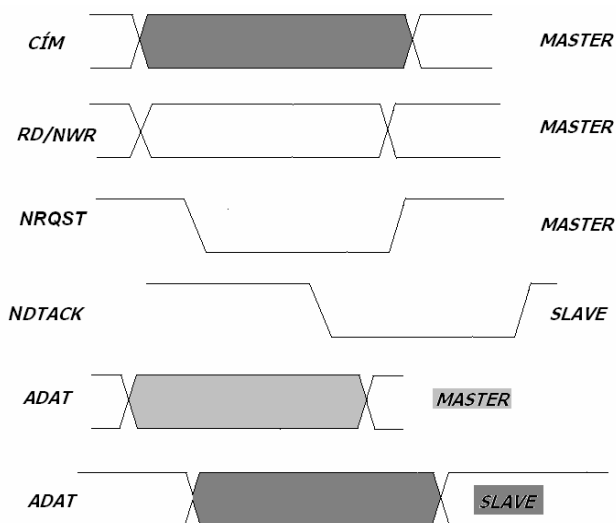 CÍM MASTER
RD/NWR MASTER
NRQST MASTER
NDTACK SLAVE
ADAT MASTER
ADAT SLAVE